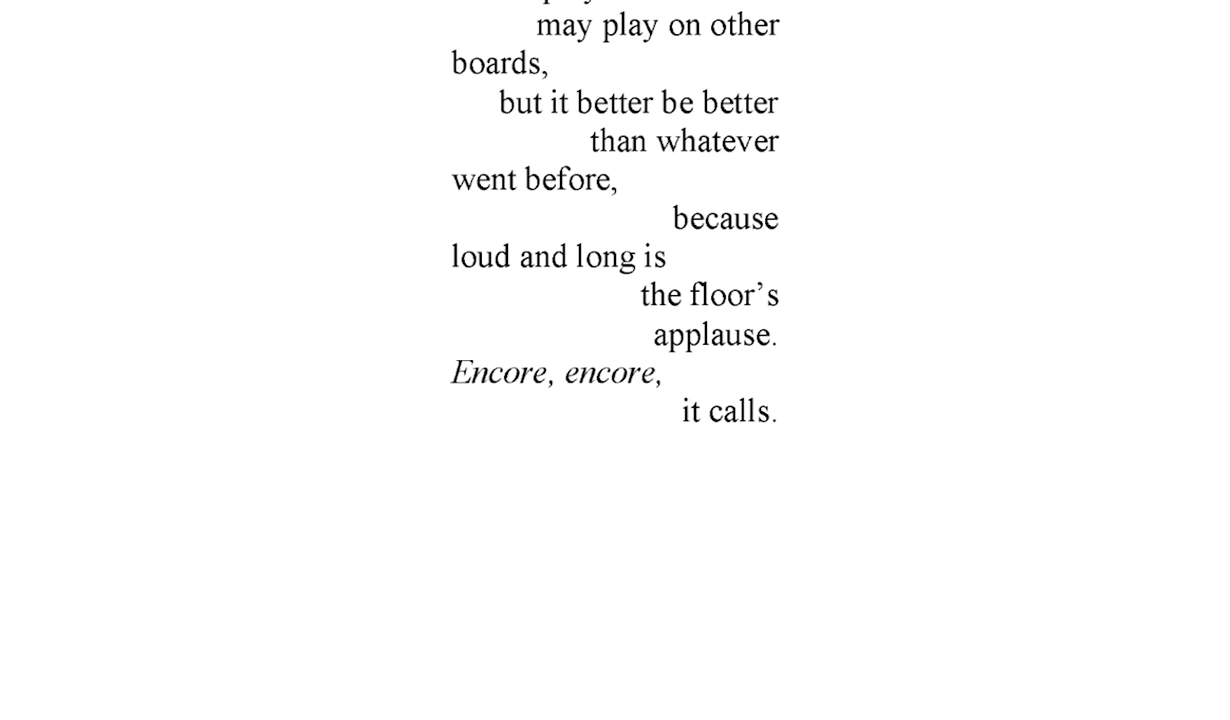 may play on other
boards,
but it better be better
than whatever
went before,
because
loud and long is
the floor’s
applause.
Encore, encore,
it calls.